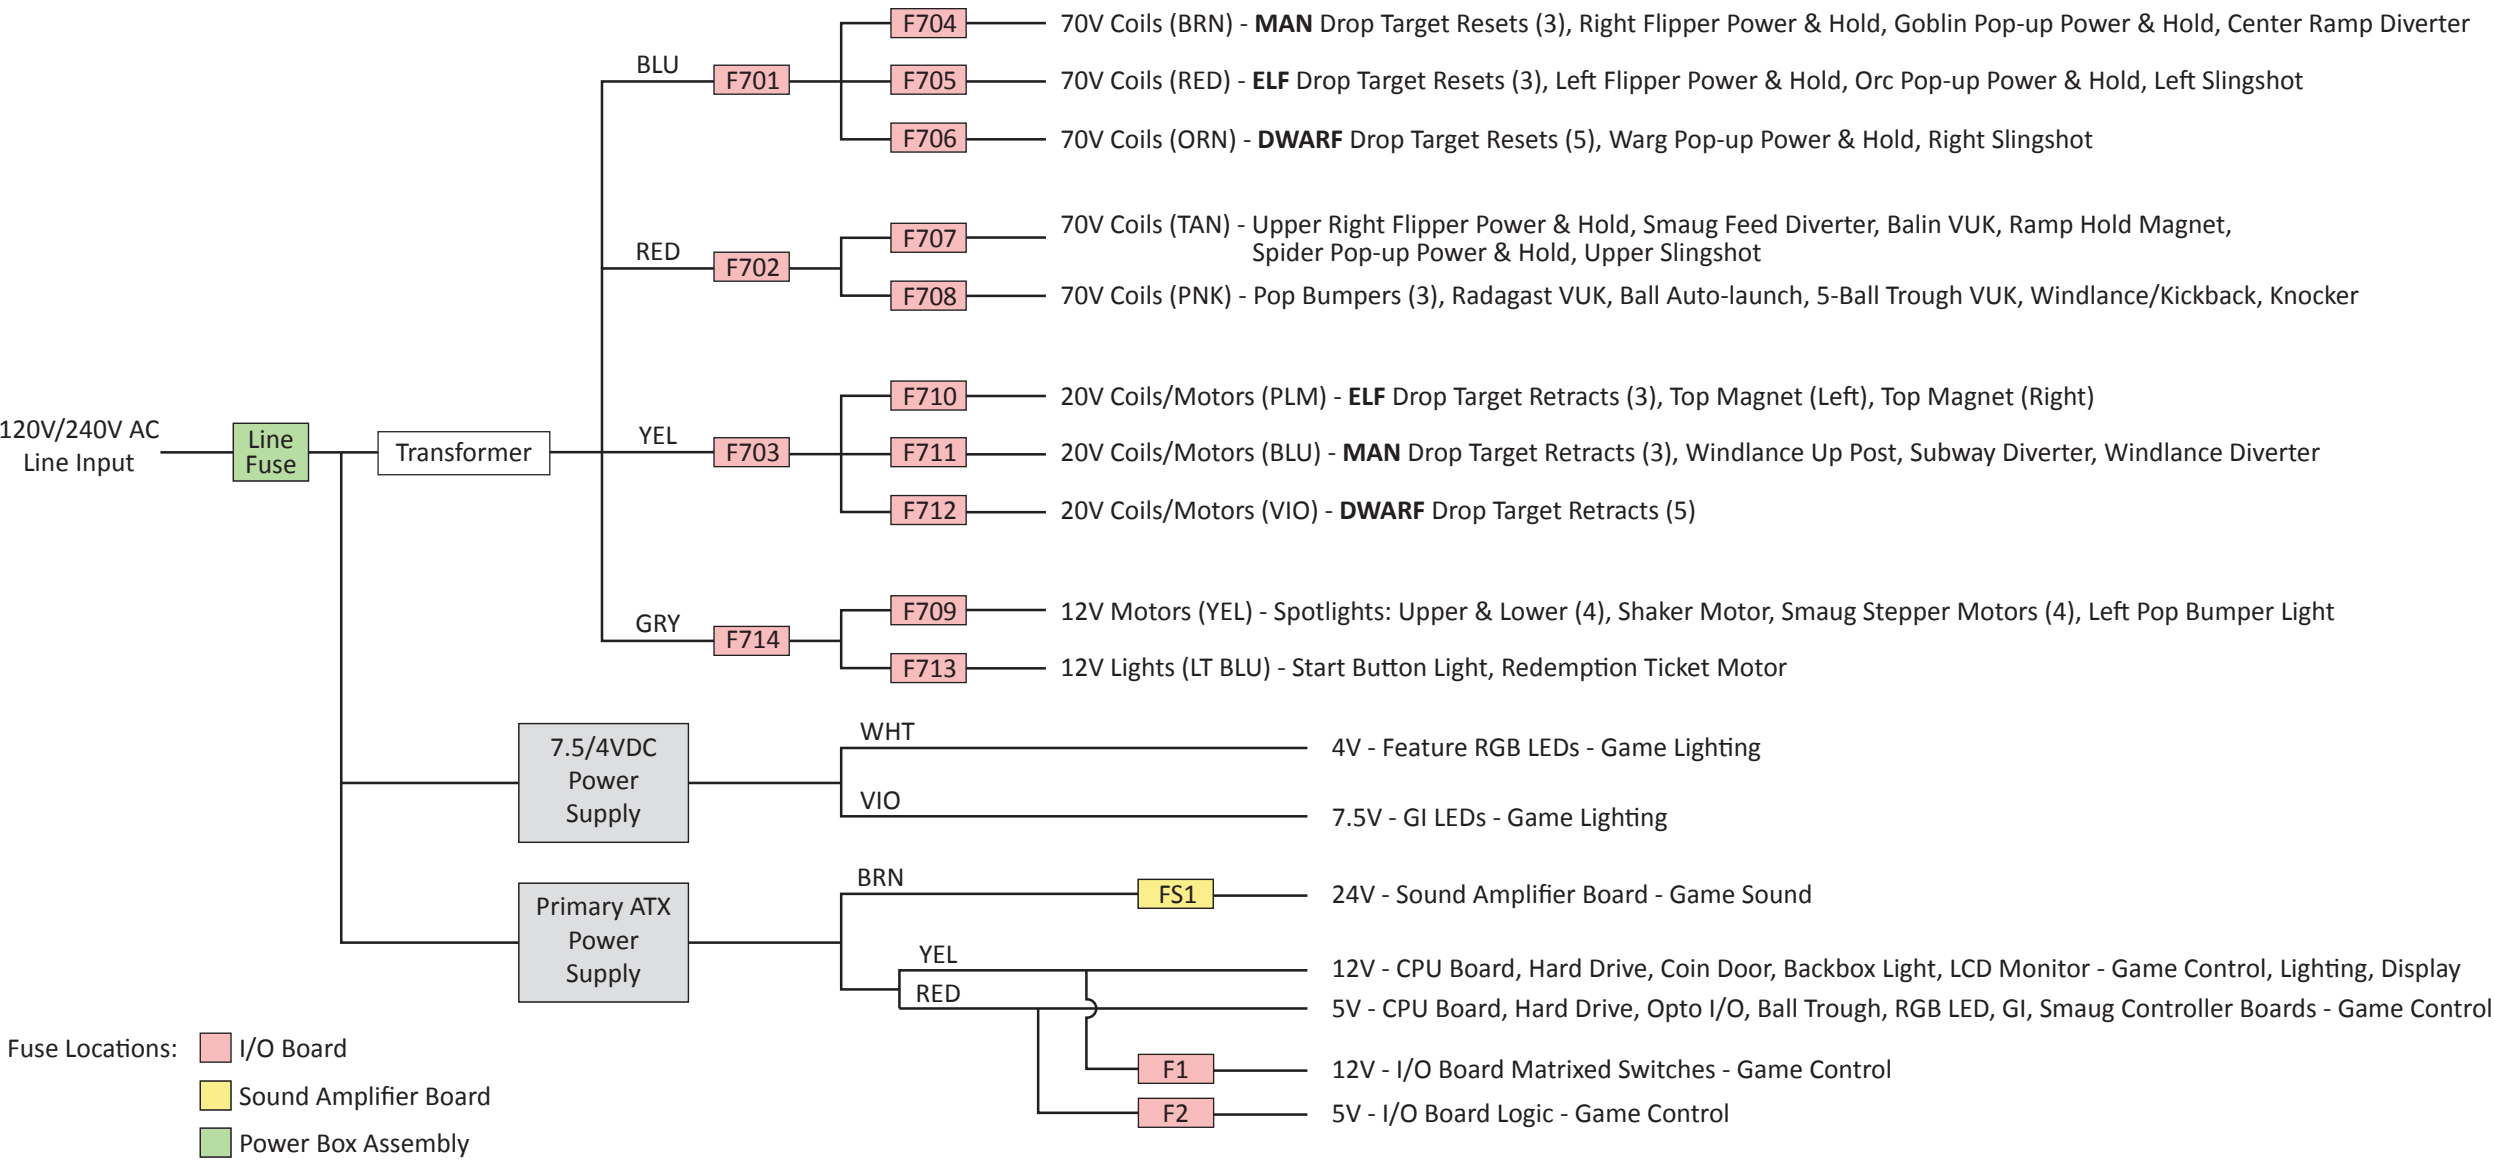 F704
70V Coils (BRN) - MAN Drop Target Resets (3), Right Flipper Power & Hold, Goblin Pop-up Power & Hold, Center Ramp Diverter
BLU
F701
F705
70V Coils (RED) - ELF Drop Target Resets (3), Left Flipper Power & Hold, Orc Pop-up Power & Hold, Left Slingshot
F706
70V Coils (ORN) - DWARF Drop Target Resets (5), Warg Pop-up Power & Hold, Right Slingshot
RED
F702
F707
70V Coils (TAN) - Upper Right Flipper Power & Hold, Smaug Feed Diverter, Balin VUK, Ramp Hold Magnet,
Spider Pop-up Power & Hold, Upper Slingshot
F708
70V Coils (PNK) - Pop Bumpers (3), Radagast VUK, Ball Auto-launch, 5-Ball Trough VUK, Windlance/Kickback, Knocker
F710
20V Coils/Motors (PLM) - ELF Drop Target Retracts (3), Top Magnet (Left), Top Magnet (Right)
120V/240V AC
Line Input
Line
Fuse
Transformer
YEL
F703
F711
20V Coils/Motors (BLU) - MAN Drop Target Retracts (3), Windlance Up Post, Subway Diverter, Windlance Diverter
F712
20V Coils/Motors (VIO) - DWARF Drop Target Retracts (5)
GRY
F714
F709
12V Motors (YEL) - Spotlights: Upper & Lower (4), Shaker Motor, Smaug Stepper Motors (4), Left Pop Bumper Light
F713
12V Lights (LT BLU) - Start Button Light, Redemption Ticket Motor
7.5/4VDC
Power
Supply
WHT
4V - Feature RGB LEDs - Game Lighting
VIO
7.5V - GI LEDs - Game Lighting
Primary ATX
Power
Supply
BRN
FS1
24V - Sound Amplifier Board - Game Sound
YEL
12V - CPU Board, Hard Drive, Coin Door, Backbox Light, LCD Monitor - Game Control, Lighting, Display
RED
5V - CPU Board, Hard Drive, Opto I/O, Ball Trough, RGB LED, GI, Smaug Controller Boards - Game Control
F1
12V - I/O Board Matrixed Switches - Game Control
F2
5V - I/O Board Logic - Game Control
Fuse Locations:
I/O Board
Sound Amplifier Board
Power Box Assembly